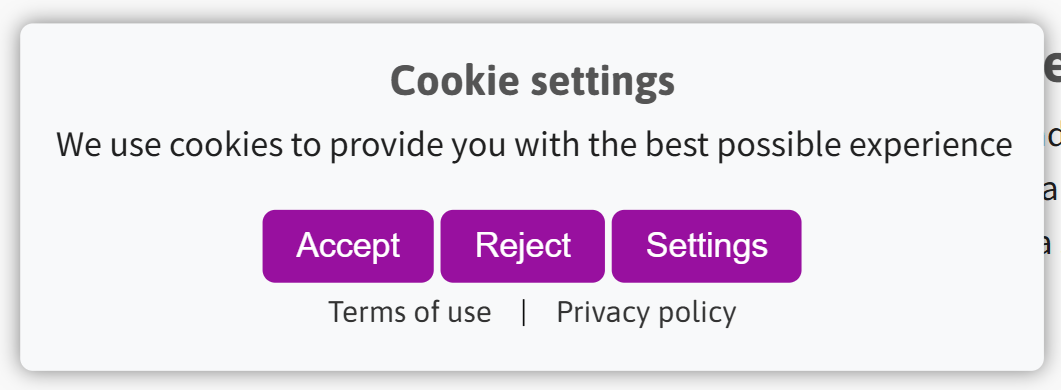 Cookie settings
We use cookies to provide you with the best possible experience
Accept Reject Settings
Terms of use | Privacy policy